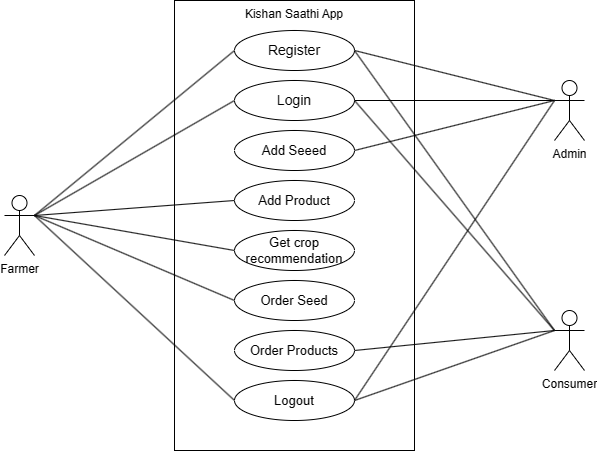 Kishan Saathi App
Register
Login
Add Seeed
Admin
Add Product
Farmer
Get crop
recommendation
Order Seed
Order Products
Consumer
Logout